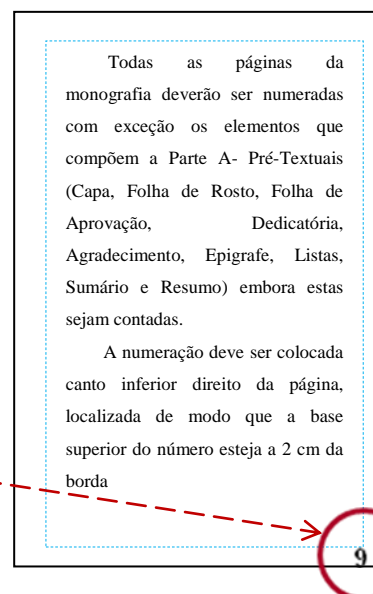 Todas as páginas da
monografia deverão ser numeradas
com exceção os elementos que
compõem a Parte A- Pré-Textuais
(Capa, Folha de Rosto, Folha de
Aprovação, Dedicatória,
Agradecimento, Epigrafe, Listas,
Sumário e Resumo) embora estas
sejam contadas.
A numeração deve ser colocada
canto inferior direito da página,
localizada de modo que a base
superior do número esteja a 2 cm da
borda
9